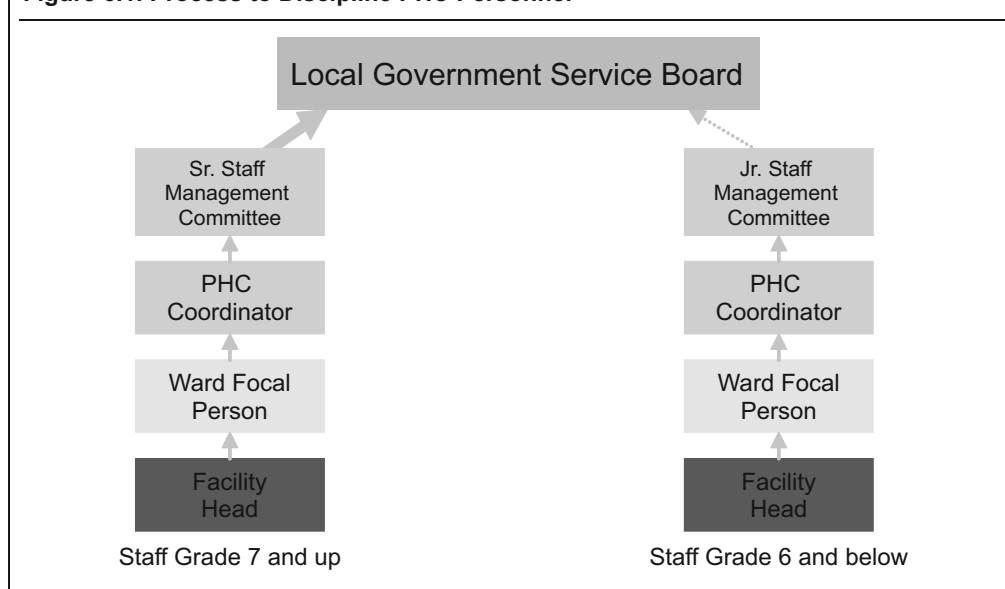 Local Government Service Board
Sr. Staff
Management
Committee
Jr. Staff
Management
Committee
PHC
Coordinator
PHC
Coordinator
Ward Focal
Person
Ward Focal
Person
Facility
Head
Facility
Head
Staff Grade 7 and up
Staff Grade 6 and below